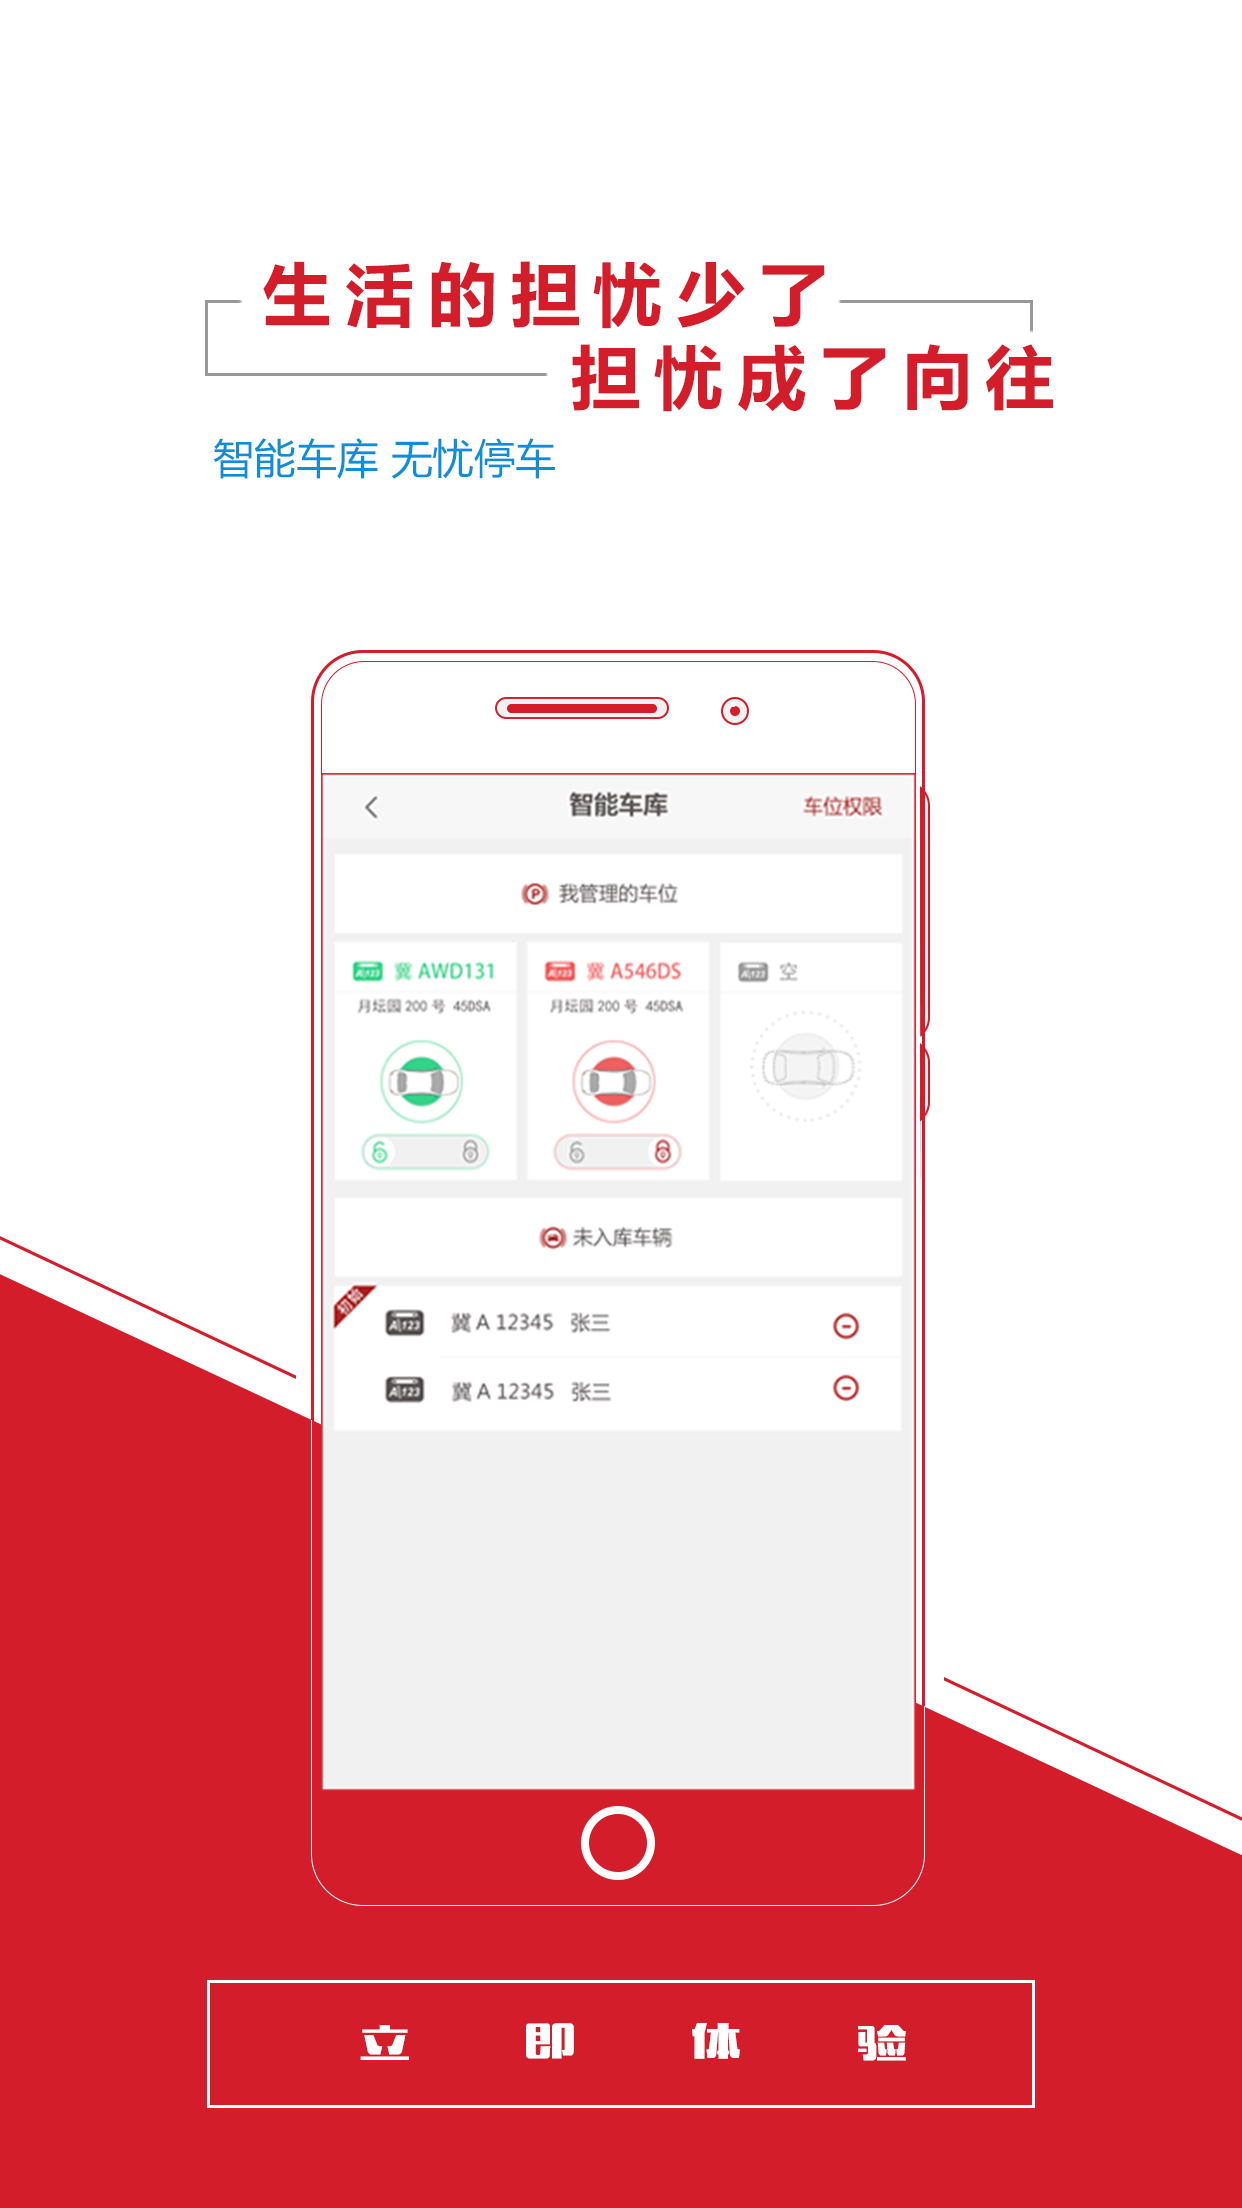 生活的担忧少了
担忧成了向往
智能车库 无忧停车
智能车库
车位权限
我管理的车位
A123 冀 AWD131
A123 冀 A546DS
A123 空
月坛园 200 号 45DSA
月坛园 200 号 45DSA
未入库车辆
初始
A123 冀 A 12345 张三
A123 冀 A 12345 张三
立即体验